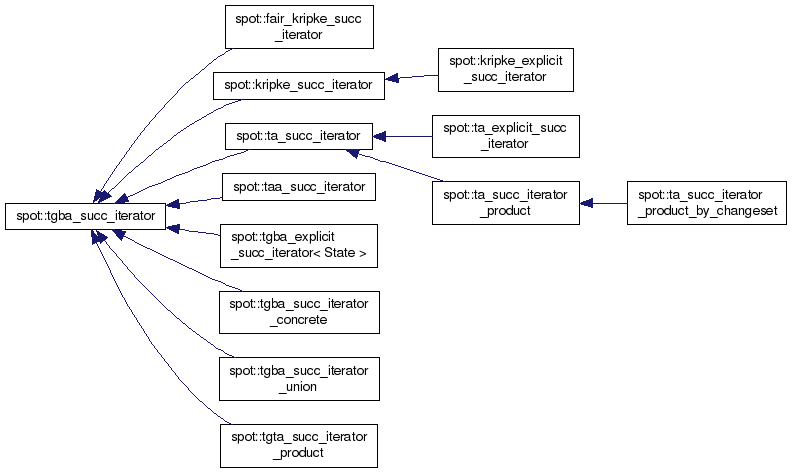 spot::fair_kripke_succ
_iterator
spot::kripke_succ_iterator
spot::kripke_explicit
_succ_iterator
spot::ta_succ_iterator
spot::ta_explicit_succ
_iterator
spot::taa_succ_iterator
spot::ta_succ_iterator
_product
spot::ta_succ_iterator
_product_by_changeset
spot::tgba_succ_iterator
spot::tgba_explicit
_succ_iterator< State >
spot::tgba_succ_iterator
_concrete
spot::tgba_succ_iterator
_union
spot::tgta_succ_iterator
_product